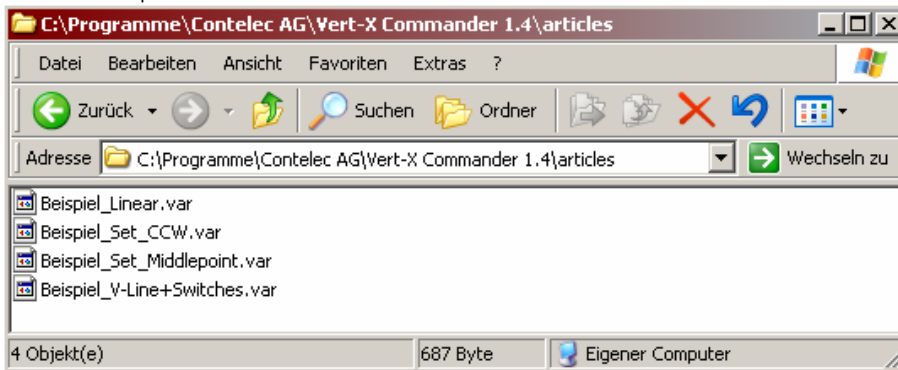 C:\Programme\Contelec AG\Vert-X Commander 1.4\articles
Datei Bearbeiten Ansicht Favoriten Extras ?
Zurück Suchen Ordner
Adresse C:\Programme\Contelec AG\Vert-X Commander 1.4\articles Wechseln zu
Beispiel_Linear.var
Beispiel_Set_CCW.var
Beispiel_Set_Middlepoint.var
Beispiel_V-Line+Switches.var
4 Objekt(e) 687 Byte Eigener Computer